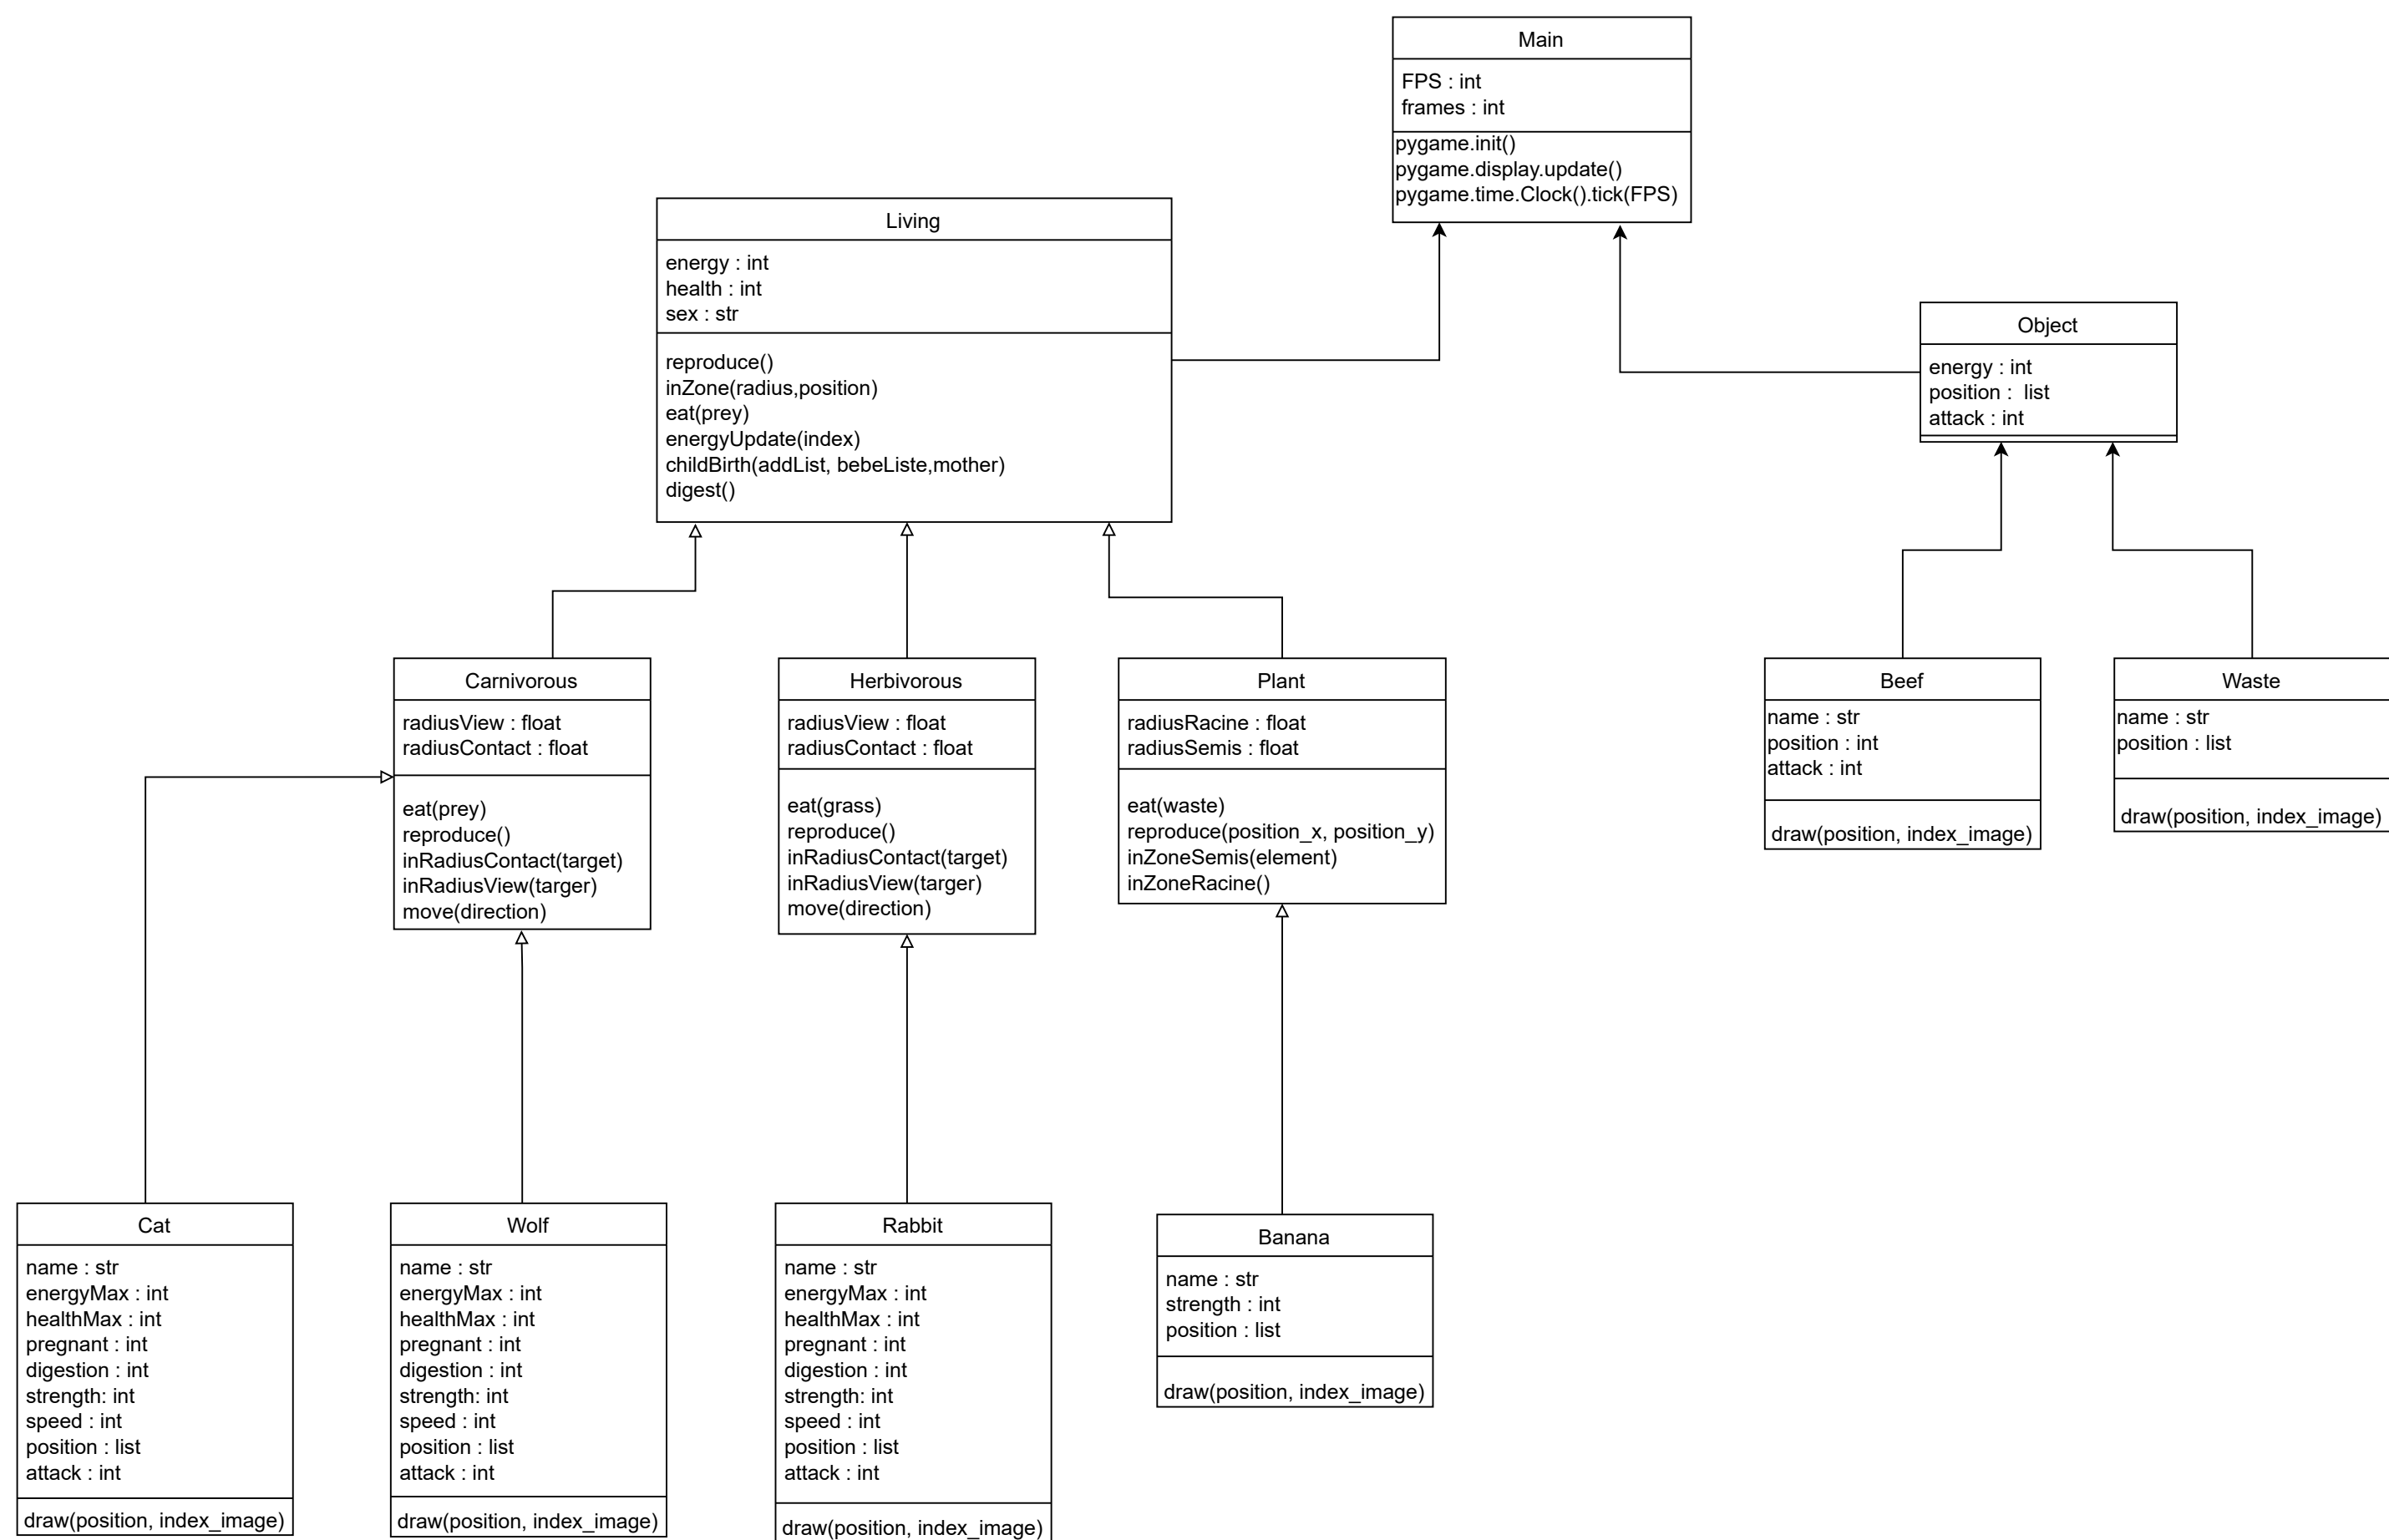 Main
FPS : int
frames : int
pygame.init()
pygame.display.update()
pygame.time.Clock().tick(FPS)
Living
energy : int
health : int
sex : str
reproduce()
inZone(radius,position)
eat(prey)
energyUpdate(index)
childBirth(addList, bebeListe,mother)
digest()
Object
energy : int
position :  list
attack : int
Carnivorous
radiusView : float
radiusContact : float
eat(prey)
reproduce()
inRadiusContact(target)
inRadiusView(targer)
move(direction)
Herbivorous
radiusView : float
radiusContact : float
eat(grass)
reproduce()
inRadiusContact(target)
inRadiusView(targer)
move(direction)
Plant
radiusRacine : float
radiusSemis : float
eat(waste)
reproduce(position_x, position_y)
inZoneSemis(element)
inZoneRacine()
Beef
name : str
position : int
attack : int
draw(position, index_image)
Waste
name : str
position : list
draw(position, index_image)
Cat
name : str
energyMax : int
healthMax : int
pregnant : int
digestion : int
strength: int
speed : int
position : list
attack : int
draw(position, index_image)
Wolf
name : str
energyMax : int
healthMax : int
pregnant : int
digestion : int
strength: int
speed : int
position : list
attack : int
draw(position, index_image)
Rabbit
name : str
energyMax : int
healthMax : int
pregnant : int
digestion : int
strength: int
speed : int
position : list
attack : int
draw(position, index_image)
Banana
name : str
strength : int
position : list
draw(position, index_image)